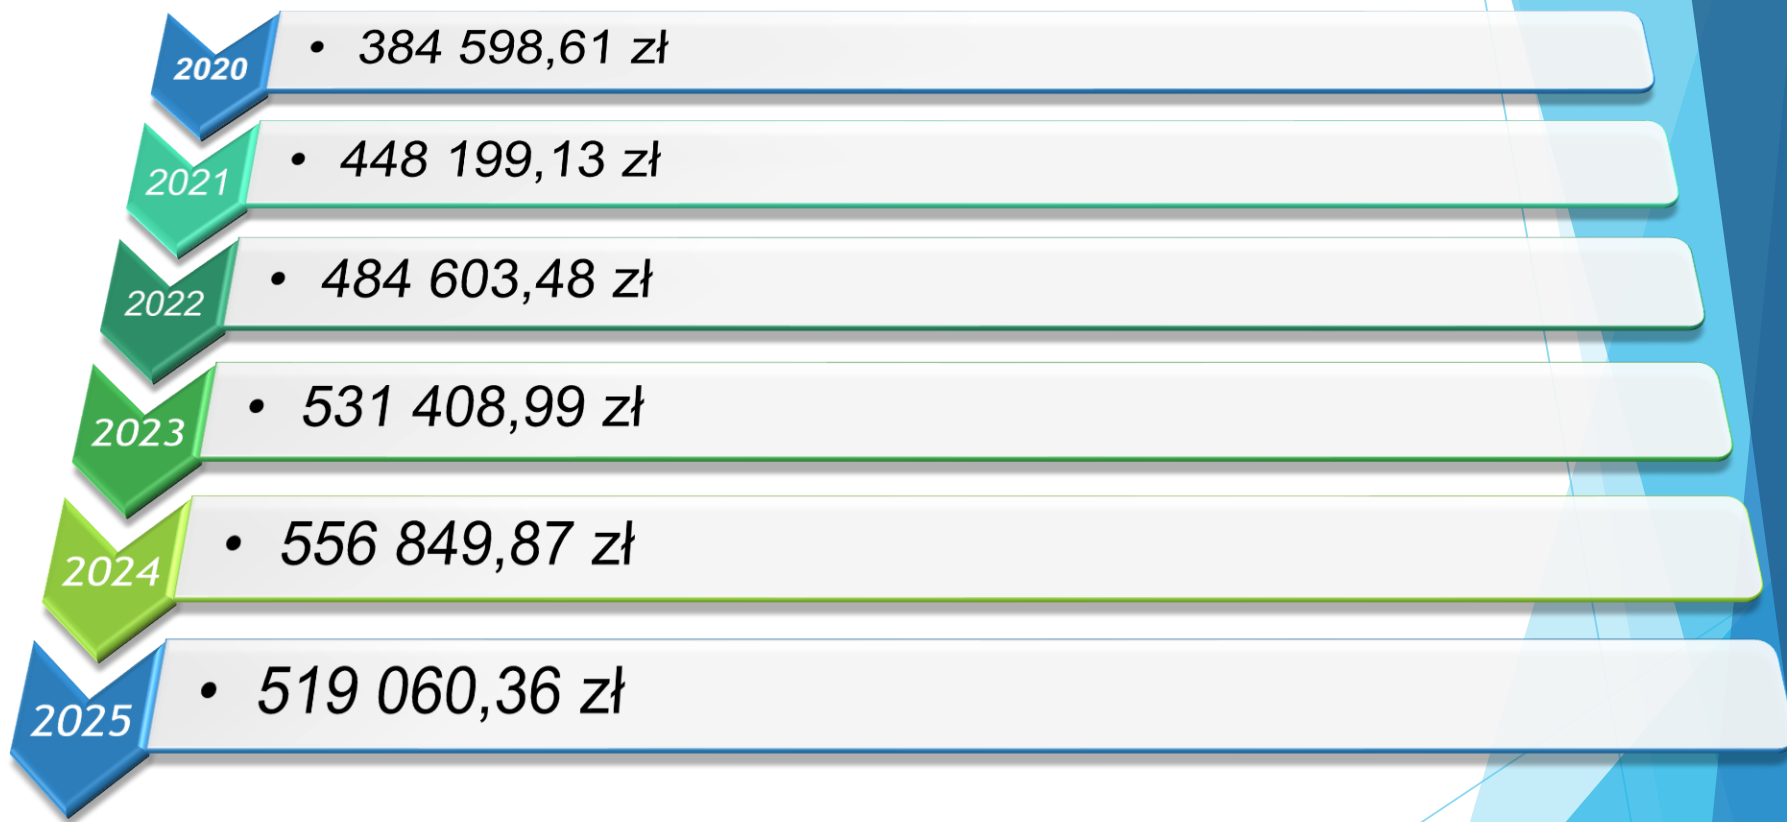 2020 • 384 598,61 zł
2021 • 448 199,13 zł
2022 • 484 603,48 zł
2023 • 531 408,99 zł
2024 • 556 849,87 zł
2025 • 519 060,36 zł